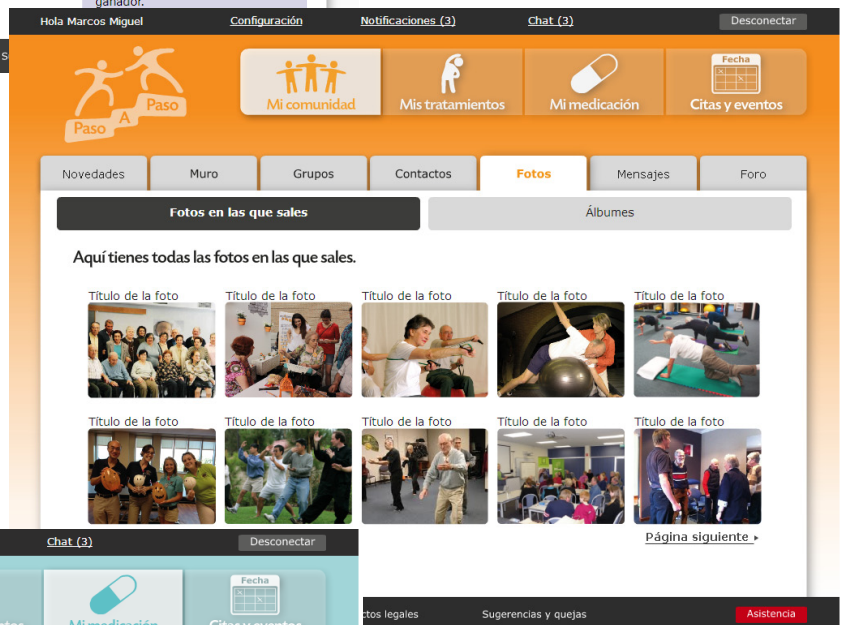 ganador.
Hola Marcos Miguel Configuración Notificaciones (3) Chat (3) Desconectar
Paso A Paso
Mi comunidad Mis tratamientos Mi medicación Fecha Citas y eventos
Novedades Muro Grupos Contactos Fotos Mensajes Foro
Fotos en las que sales Álbumes
Aquí tienes todas las fotos en las que sales.
Título de la foto Título de la foto Título de la foto Título de la foto Título de la foto
Título de la foto Título de la foto Título de la foto Título de la foto Título de la foto
Página siguiente
Chat (3) Desconectar
Fecha
Mi medicación Citas y eventos
legales Sugerencias y quejas Asistencia